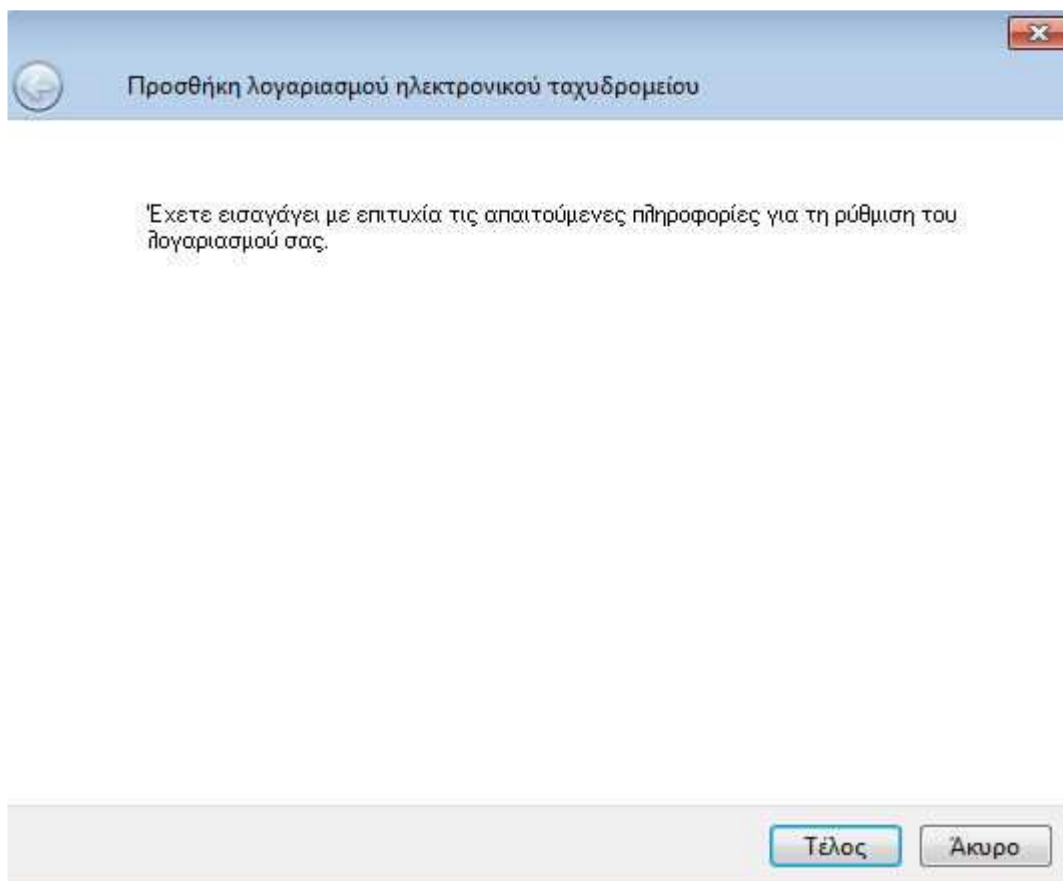 Προσθήκη λογαριασμού ηλεκτρονικού ταχυδρομείου
Έχετε εισαγάγει με επιτυχία τις απαιτούμενες πληροφορίες για τη ρύθμιση του
λογαριασμού σας.
Τέλος Άκυρο